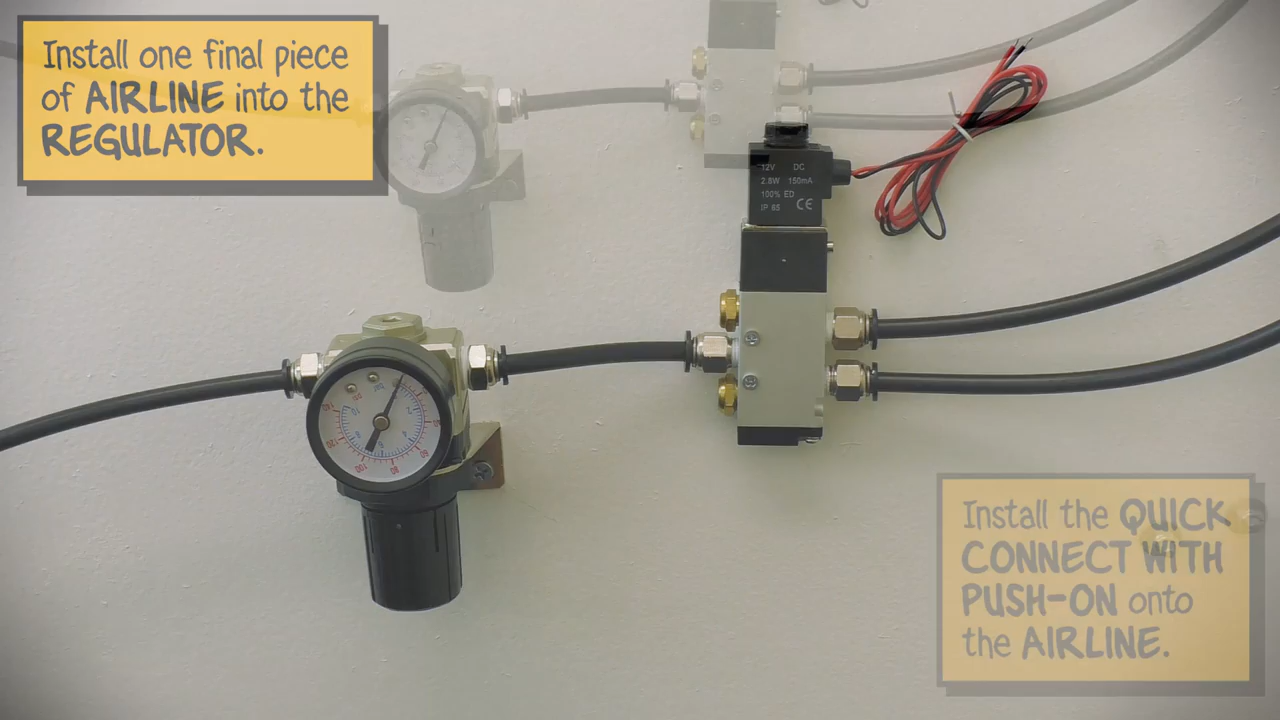 Install one final piece
of AIRLINE into the
REGULATOR.
12V DC
2.8W 150mA
100% ED
IP 65 CE
Install the QUICK
CONNECT WITH
PUSH-ON onto
the AIRLINE.